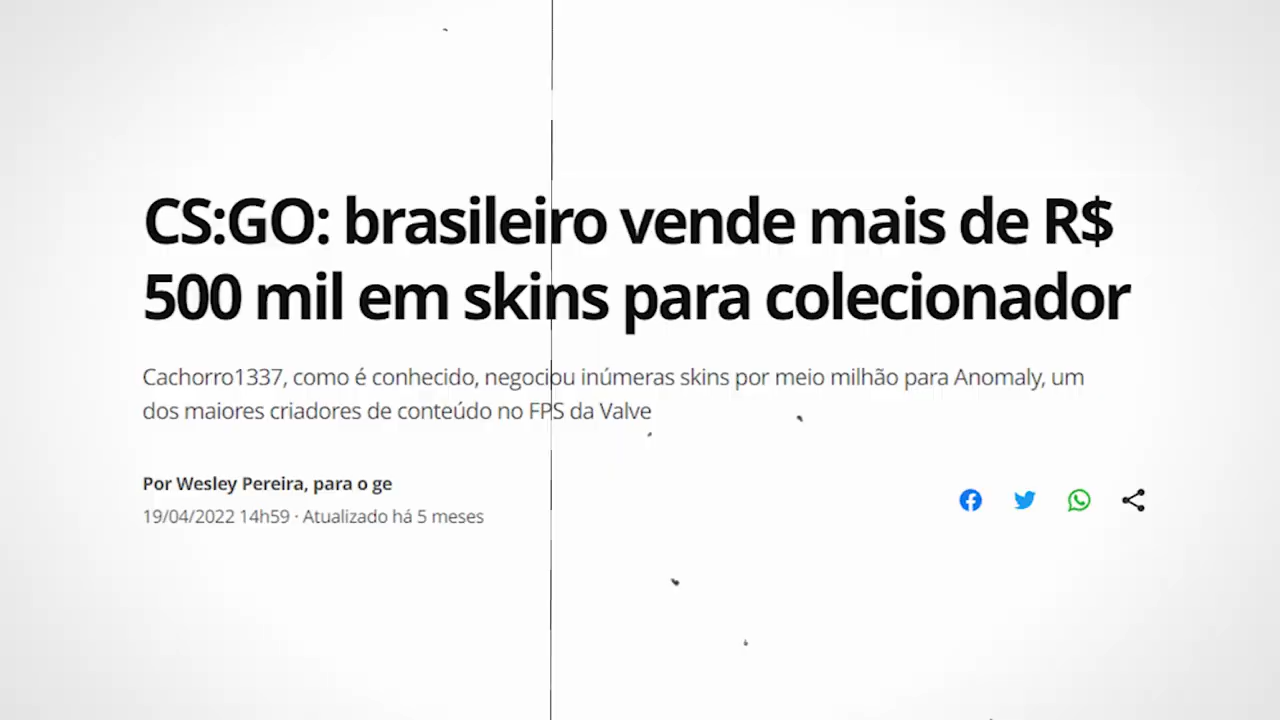 CS:GO: brasileiro vende mais de R$
500 mil em skins para colecionador
Cachorro1337, como é conhecido, negociou inúmeras skins por meio milhão para Anomaly, um
dos maiores criadores de conteúdo no FPS da Valve
Por Wesley Pereira, para o ge
19/04/2022 14h59 · Atualizado há 5 meses